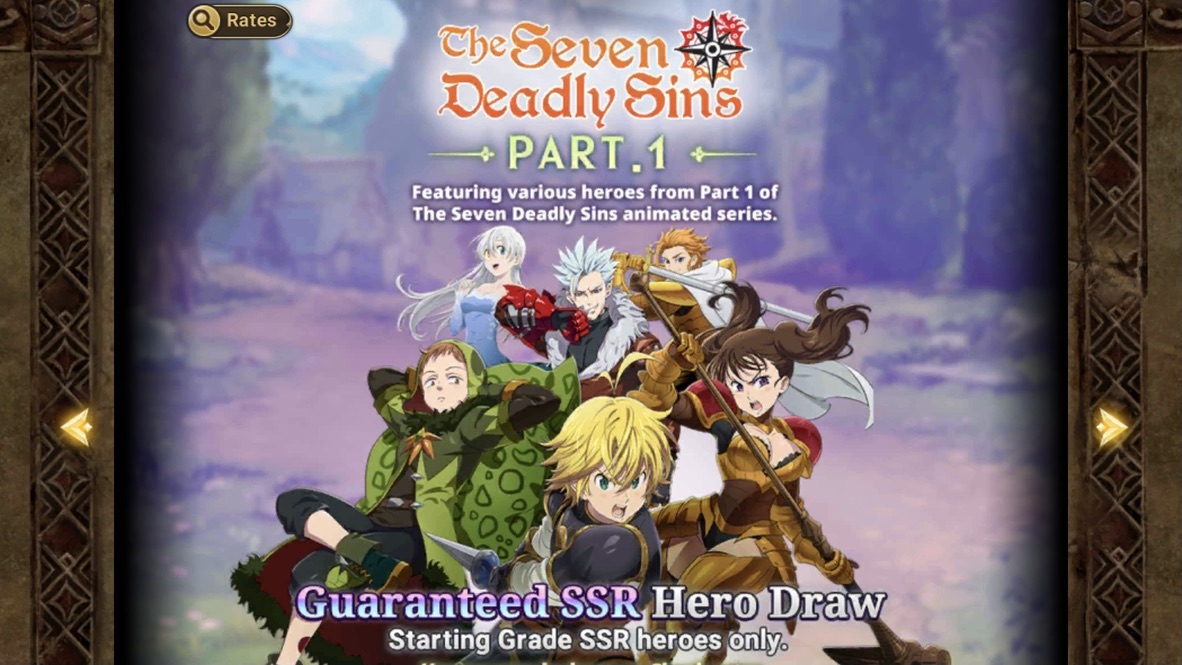 Rates
The Seven
Deadly Sins
PART.1
Featuring various heroes from Part 1 of
The Seven Deadly Sins animated series.
Guaranteed SSR Hero Draw
Starting Grade SSR heroes only.